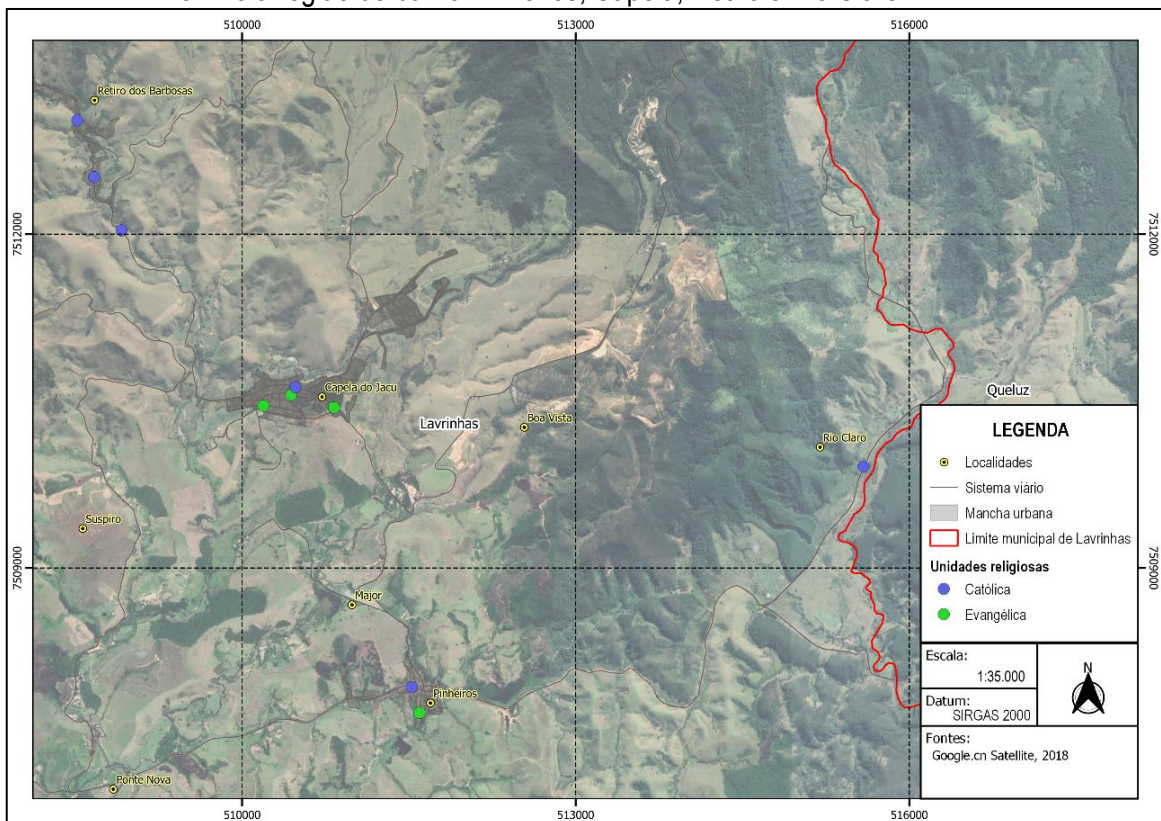 510000
513000
516000
Retiro dos Barbosas
7512000
7512000
Capela do Jacu
Lavrinhas
Boa Vista
Queluz
Rio Claro
Suspiro
7509000
7509000
Major
Pinheiros
Ponte Nova
LEGENDA
Localidades
Sistema viário
Mancha urbana
Limite municipal de Lavrinhas
Unidades religiosas
Católica
Evangélica
Escala:
1:35.000
N
Datum:
SIRGAS 2000
Fontes:
Google.cn Satellite, 2018
510000
513000
516000